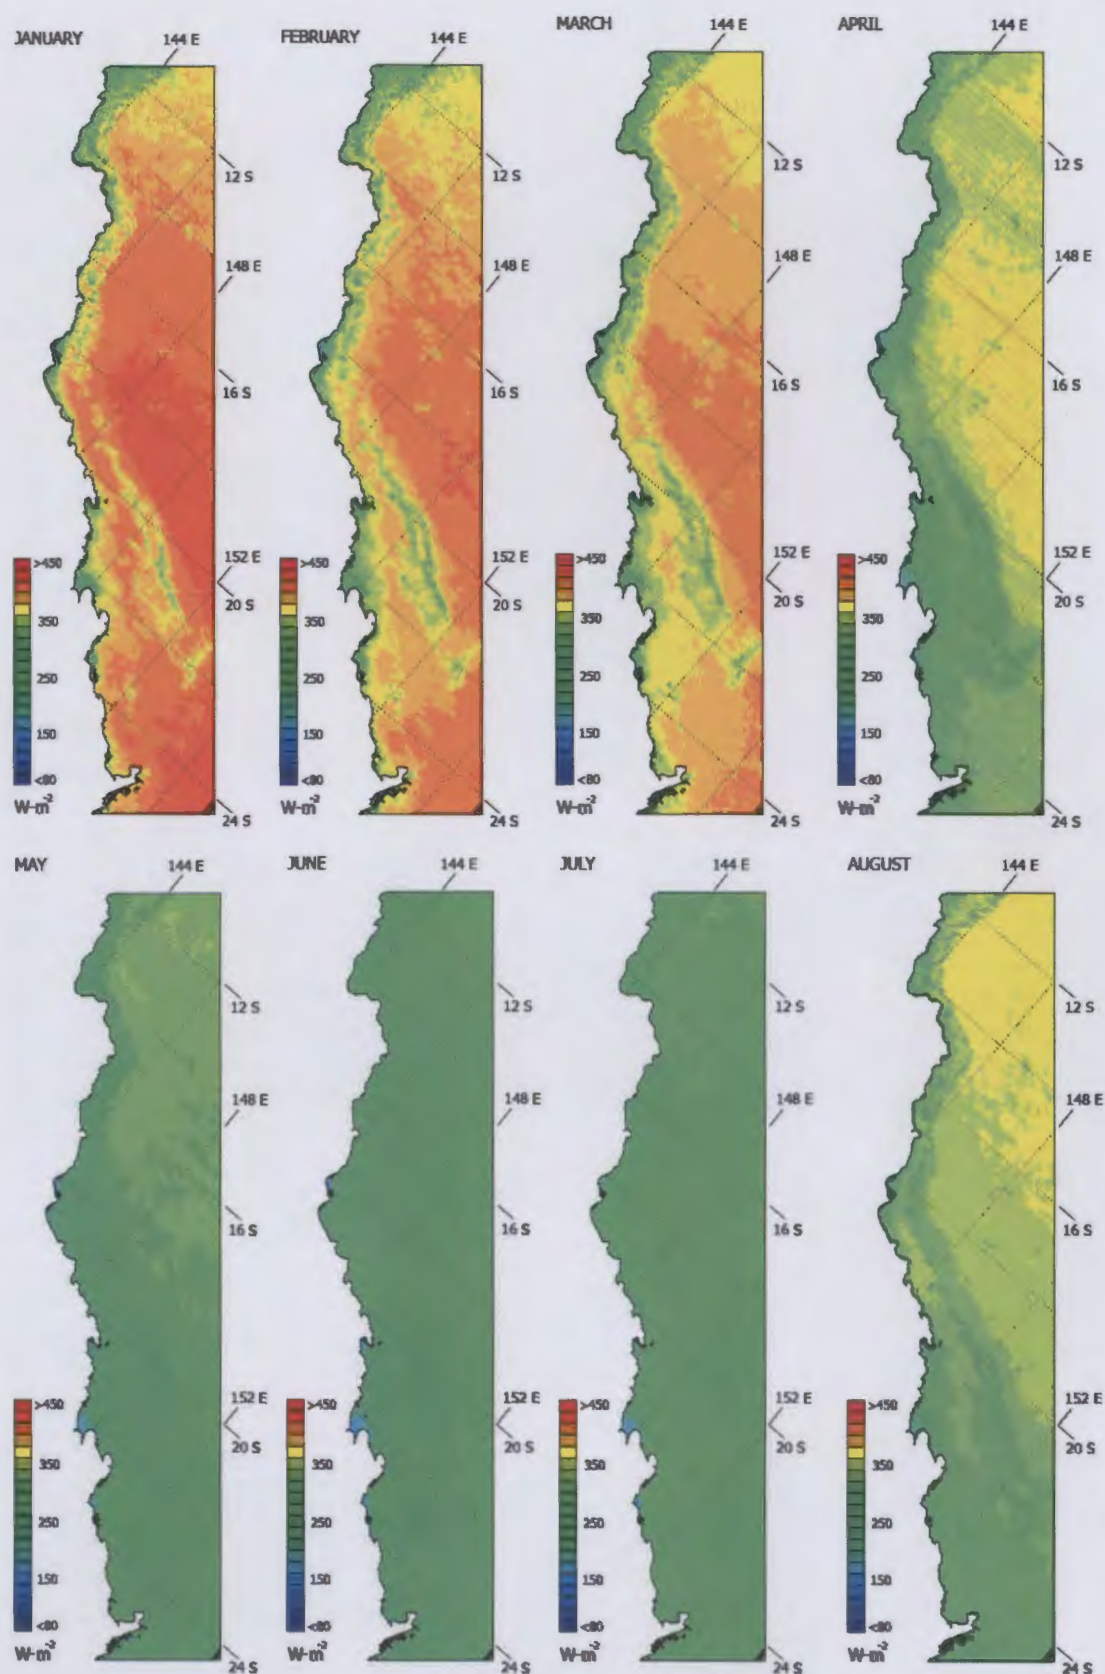 JANUARY
144 E
12 S
148 E
16 S
152 E
20 S
24 S
>450
350
250
150
<80
W-m-2
FEBRUARY
144 E
12 S
148 E
16 S
152 E
20 S
24 S
>450
350
250
150
<80
W-m-2
MARCH
144 E
12 S
148 E
16 S
152 E
20 S
24 S
>450
350
250
150
<80
W-m-2
APRIL
144 E
12 S
148 E
16 S
152 E
20 S
24 S
>450
350
250
150
<80
W-m-2
MAY
144 E
12 S
148 E
16 S
152 E
20 S
24 S
>450
350
250
150
<80
W-m-2
JUNE
144 E
12 S
148 E
16 S
152 E
20 S
24 S
>450
350
250
150
<80
W-m-2
JULY
144 E
12 S
148 E
16 S
152 E
20 S
24 S
>450
350
250
150
<80
W-m-2
AUGUST
144 E
12 S
148 E
16 S
152 E
20 S
24 S
>450
350
250
150
<80
W-m-2